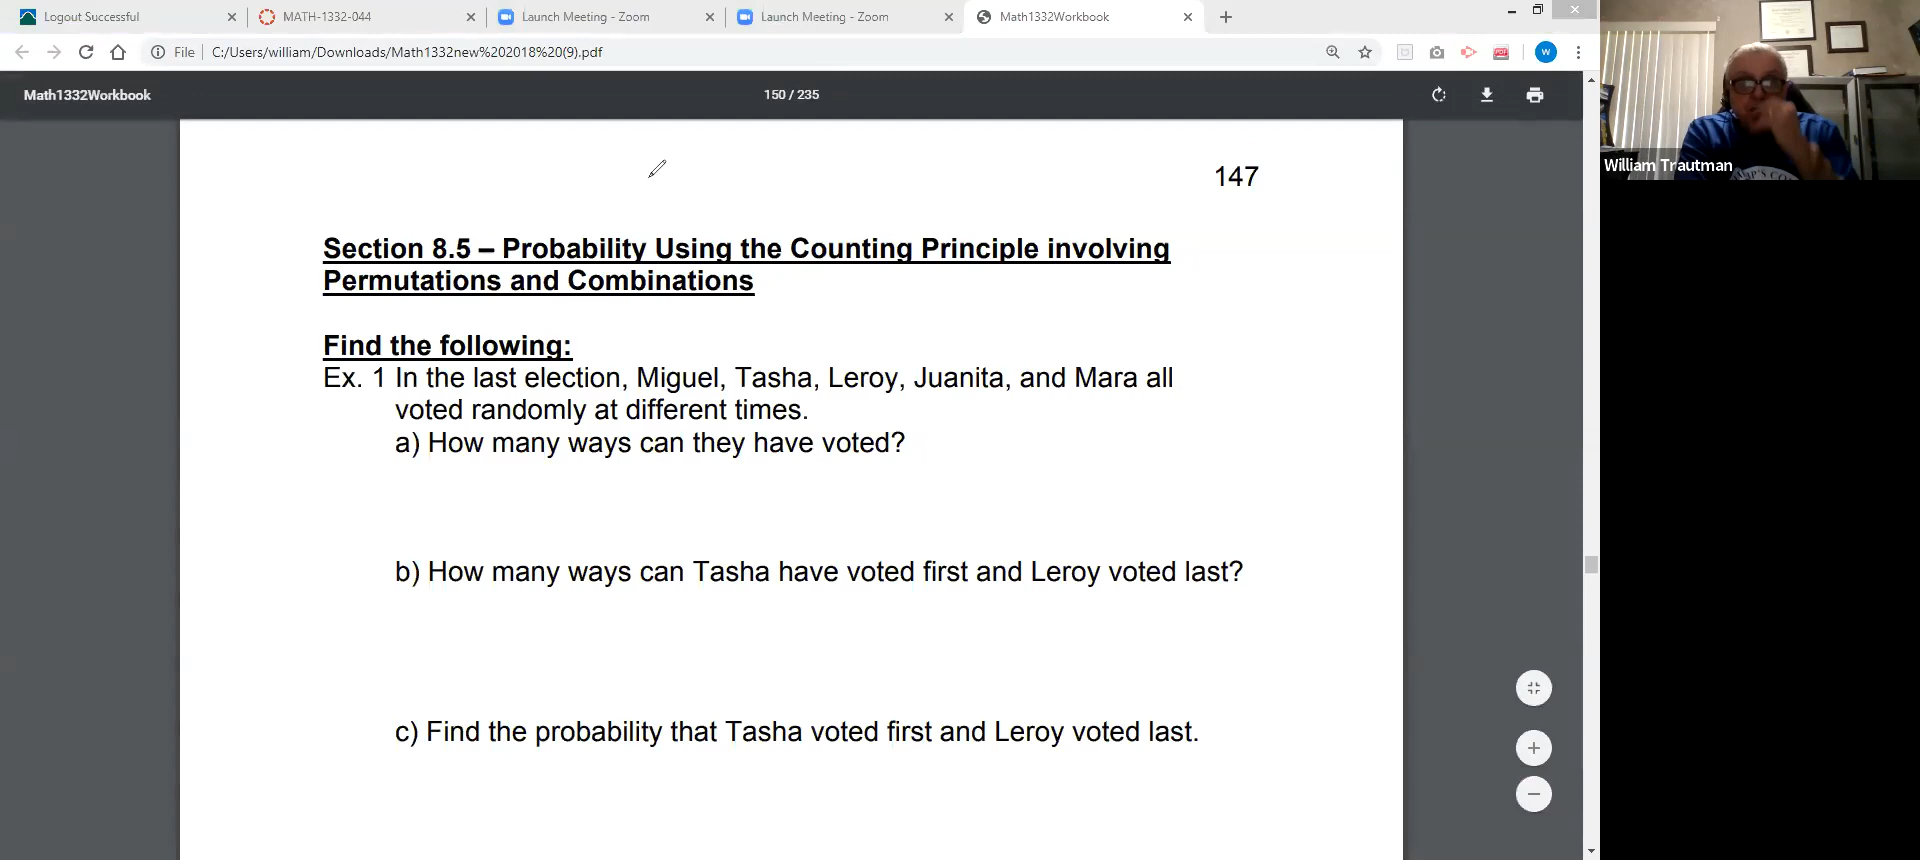 Logout Successful
MATH-1332-044
Launch Meeting - Zoom
Launch Meeting - Zoom
Math1332Workbook
File
C:/Users/william/Downloads/Math1332new%202018%20(9).pdf
PDF
W
Math1332Workbook
150 / 235
William Trautman
147
Section 8.5 – Probability Using the Counting Principle involving
Permutations and Combinations
Find the following:
Ex. 1 In the last election, Miguel, Tasha, Leroy, Juanita, and Mara all
voted randomly at different times.
a) How many ways can they have voted?
b) How many ways can Tasha have voted first and Leroy voted last?
c) Find the probability that Tasha voted first and Leroy voted last.